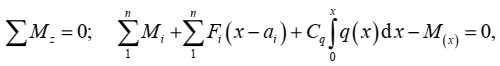 ∑M_z = 0; ∑_1^n M_i + ∑_1^n F_i(x − a_i) + C_q ∫_0^x q(x)dx − M_(x) = 0,